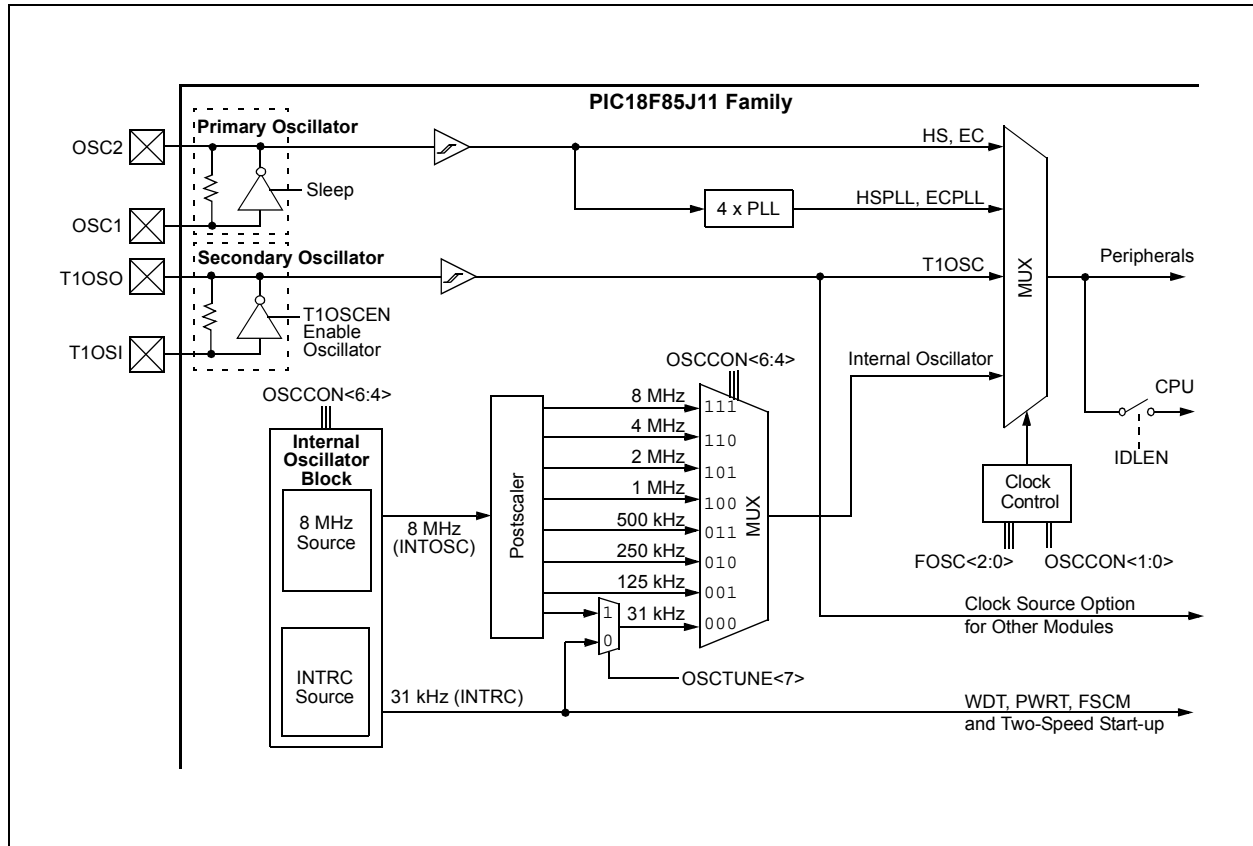 PIC18F85J11 Family
Primary Oscillator
OSC2
HS, EC
Sleep
4 x PLL
HSPLL, ECPLL
OSC1
Secondary Oscillator
T1OSO
T1OSC
Peripherals
MUX
T1OSCEN
Enable
Oscillator
T1OSI
OSCCON<6:4>
Internal Oscillator
OSCCON<6:4>
CPU
IDLEN
Internal
Oscillator
Block
8 MHz
Source
8 MHz
(INTOSC)
Postscaler
8 MHz
111
4 MHz
110
2 MHz
101
1 MHz
100
500 kHz
011
250 kHz
010
125 kHz
001
1
0
31 kHz
000
MUX
Clock
Control
FOSC<2:0>
OSCCON<1:0>
Clock Source Option
for Other Modules
OSCTUNE<7>
INTRC
Source
31 kHz (INTRC)
WDT, PWRT, FSCM
and Two-Speed Start-up